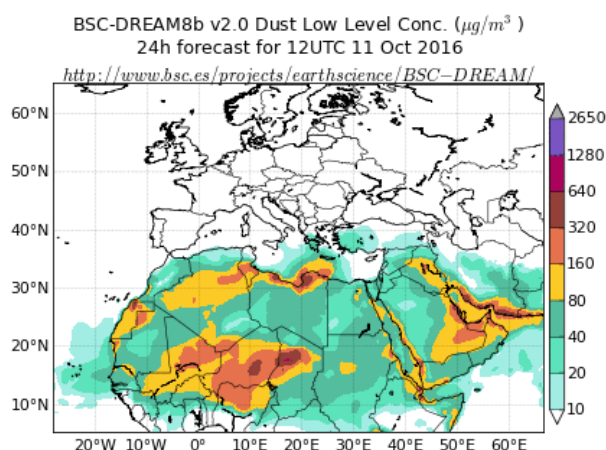 BSC-DREAM8b v2.0 Dust Low Level Conc. (μg/m³ )
24h forecast for 12UTC 11 Oct 2016
http://www.bsc.es/projects/earthscience/BSC−DREAM/
60°N
50°N
40°N
30°N
20°N
10°N
20°W 10°W 0° 10°E 20°E 30°E 40°E 50°E 60°E
2650
1280
640
320
160
80
40
20
10